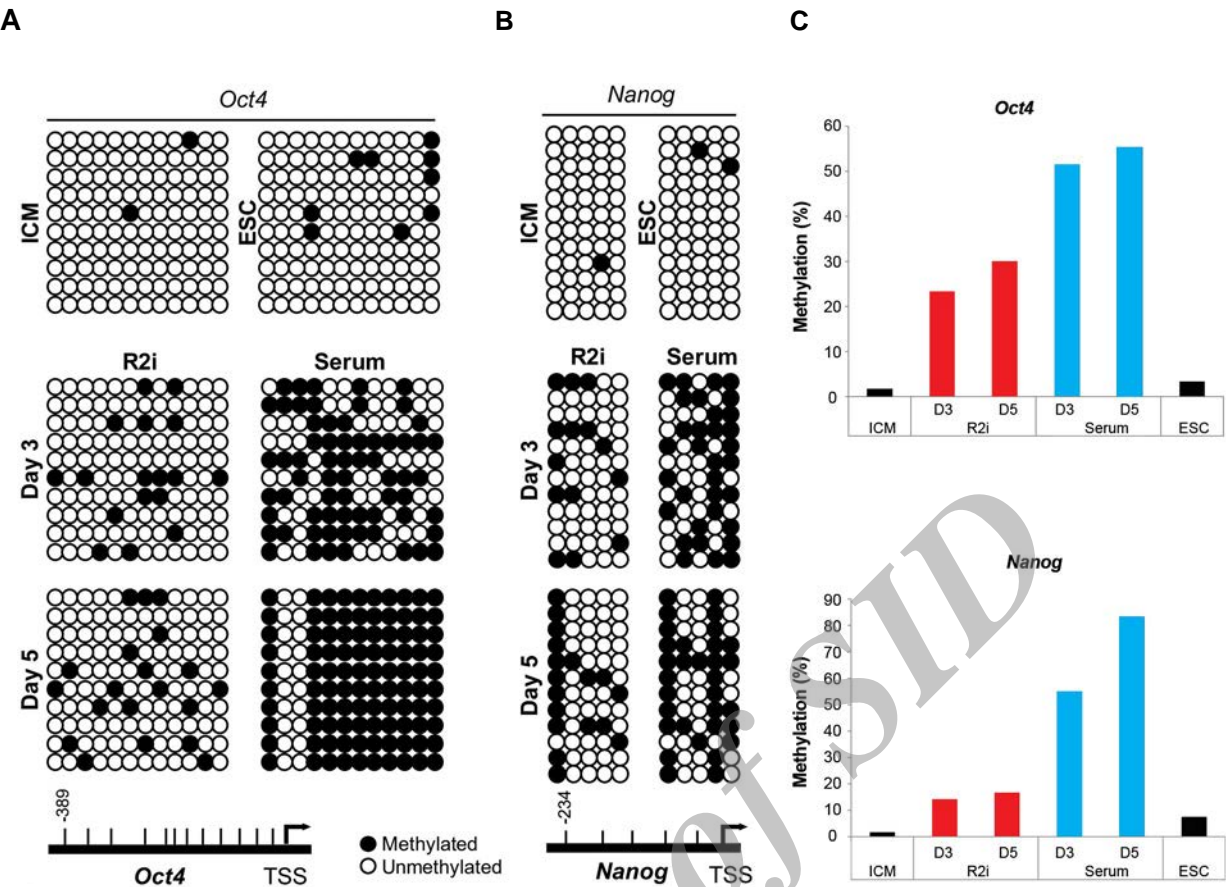 A
B
C
Oct4
ICM
ESC
R2i
Serum
Day 3
Day 5
-389
Oct4
TSS
Methylated
Unmethylated
Nanog
ICM
ESC
R2i
Serum
Day 3
Day 5
-234
Nanog
TSS
Oct4
Methylation (%)
60
50
40
30
20
10
0
D3 D5 D3 D5
ICM R2i Serum ESC
Nanog
Methylation (%)
90
80
70
60
50
40
30
20
10
0
D3 D5 D3 D5
ICM R2i Serum ESC
of SID